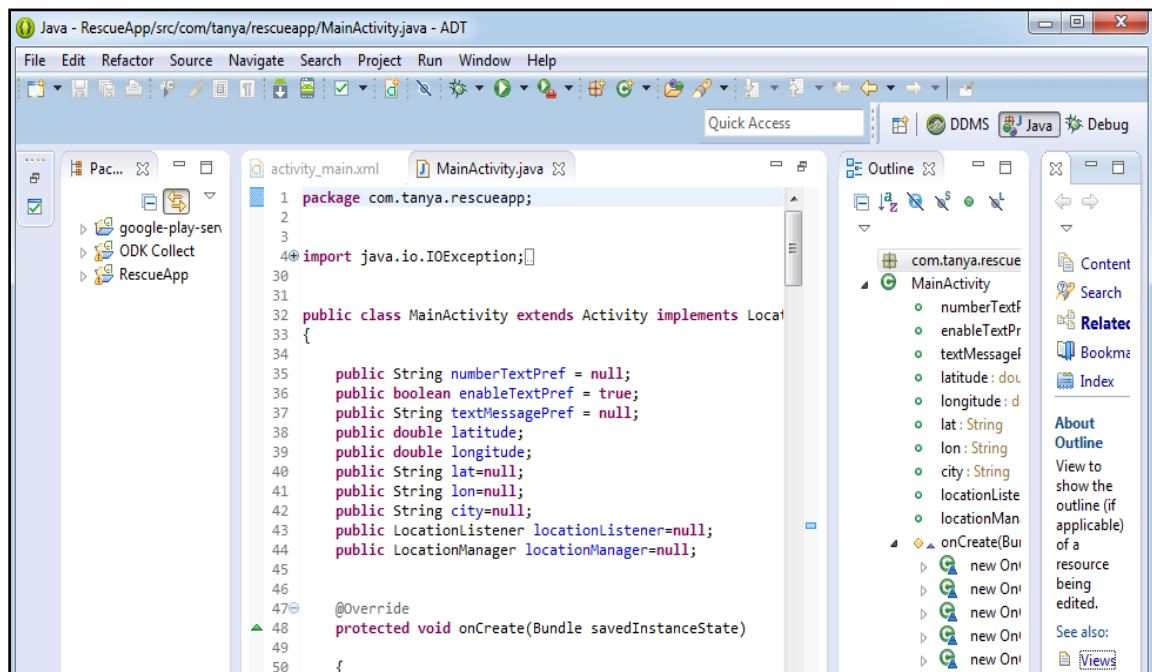 Java - RescueApp/src/com/tanya/rescueapp/MainActivity.java - ADT
File Edit Refactor Source Navigate Search Project Run Window Help
Quick Access
DDMS Java Debug
Pac...
google-play-serv
ODK Collect
RescueApp
activity_main.xml MainActivity.java
1 package com.tanya.rescueapp;
2
3
4 import java.io.IOException;
30
31
32 public class MainActivity extends Activity implements Locat
33 {
34
35 public String numberTextPref = null;
36 public boolean enableTextPref = true;
37 public String textMessagePref = null;
38 public double latitude;
39 public double longitude;
40 public String lat=null;
41 public String lon=null;
42 public String city=null;
43 public LocationListener locationListener=null;
44 public LocationManager locationManager=null;
45
46
47 @Override
48 protected void onCreate(Bundle savedInstanceState)
49
50 {
Outline
com.tanya.rescue
MainActivity
numberTextP
enableTextPr
textMessageP
latitude : dou
longitude : d
lat : String
lon : String
city : String
locationListe
locationMan
onCreate(Bun
new On
new On
new On
new On
new On
Content
Search
Related
Bookma
Index
About
Outline
View to
show the
outline (if
applicable)
of a
resource
being
edited.
See also:
Views